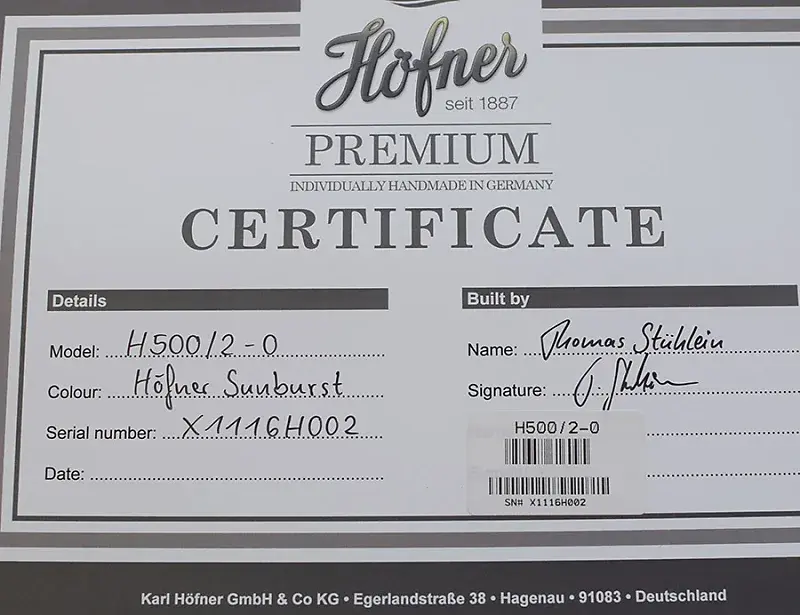 Höfner
seit 1887
PREMIUM
INDIVIDUALLY HANDMADE IN GERMANY
CERTIFICATE
Details
Model: H500/2-0
Colour: Höfner Sunburst
Serial number: X1116H002
Date:
Built by
Name: Thomas Stühlein
Signature: T. Stühlein
H500/2-0
SN# X1116H002
Karl Höfner GmbH & Co KG • Egerlandstraße 38 • Hagenau • 91083 • Deutschland